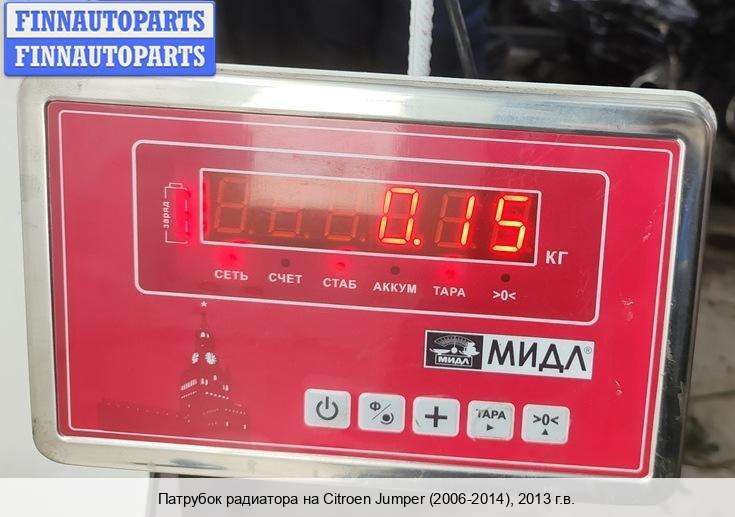 FINNAUTOPARTS
FINNAUTOPARTS
заряд
0.15
КГ
СЕТЬ СЧЕТ СТАБ АККУМ ТАРА >0<
МИДЛ МИДЛ®
Ф ТАРА >0<
Патрубок радиатора на Citroen Jumper (2006-2014), 2013 г.в.